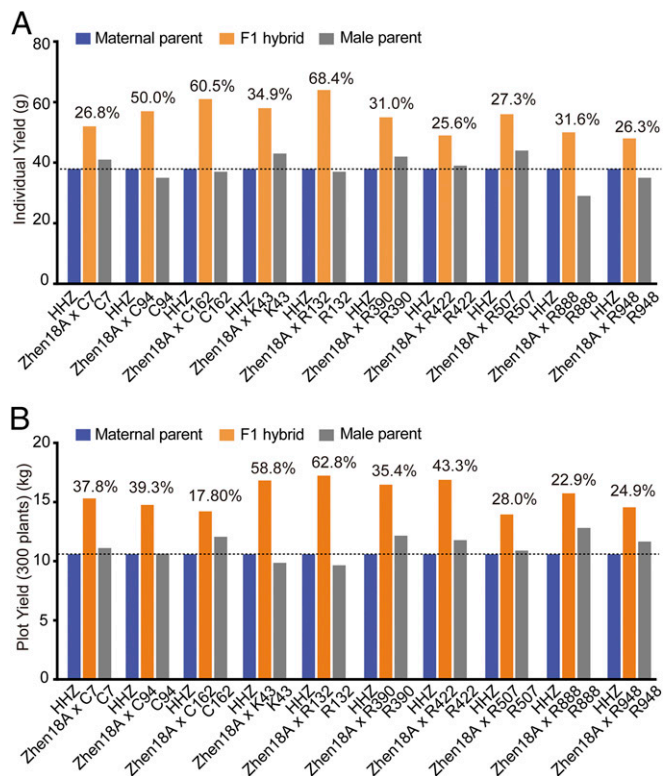 A
Maternal parent F1 hybrid Male parent
80
60
40
20
0
Individual Yield (g)
26.8% 50.0% 60.5% 34.9% 68.4% 31.0% 25.6% 27.3% 31.6% 26.3%
HHZ
Zhen18A x C7
C7
HHZ
Zhen18A x C94
C94
HHZ
Zhen18A x C162
C162
HHZ
Zhen18A x K43
K43
HHZ
Zhen18A x R132
R132
HHZ
Zhen18A x R390
R390
HHZ
Zhen18A x R422
R422
HHZ
Zhen18A x R507
R507
HHZ
Zhen18A x R888
R888
HHZ
Zhen18A x R948
R948
B
Maternal parent F1 hybrid Male parent
20
15
10
5
0
Plot Yield (300 plants) (kg)
37.8% 39.3% 17.80% 58.8% 62.8% 35.4% 43.3% 28.0% 22.9% 24.9%
HHZ
Zhen18A x C7
C7
HHZ
Zhen18A x C94
C94
HHZ
Zhen18A x C162
C162
HHZ
Zhen18A x K43
K43
HHZ
Zhen18A x R132
R132
HHZ
Zhen18A x R390
R390
HHZ
Zhen18A x R422
R422
HHZ
Zhen18A x R507
R507
HHZ
Zhen18A x R888
R888
HHZ
Zhen18A x R948
R948